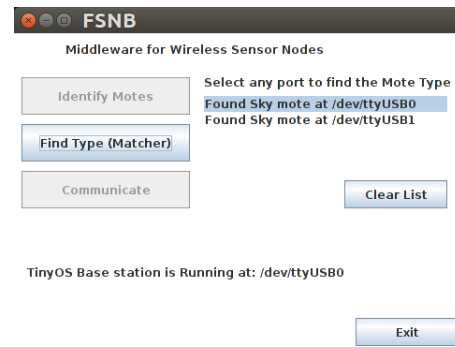 FSNB
Middleware for Wireless Sensor Nodes
Identify Motes
Select any port to find the Mote Type
Found Sky mote at /dev/ttyUSB0
Found Sky mote at /dev/ttyUSB1
Find Type (Matcher)
Communicate
Clear List
TinyOS Base station is Running at: /dev/ttyUSB0
Exit